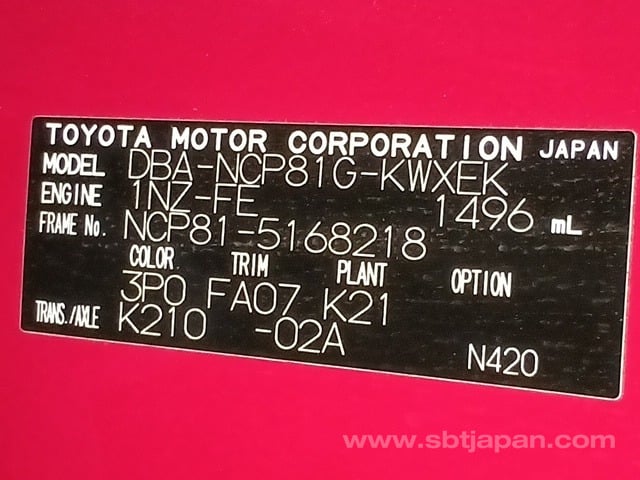 TOYOTA MOTOR CORPORATION JAPAN
MODEL DBA-NCP81G-KWXEK
ENGINE 1NZ-FE 1496 mL
FRAME No. NCP81-5168218
COLOR TRIM PLANT OPTION
3P0 FA07 K21
TRANS./AXLE K210 -02A
N420
www.sbtjapan.com